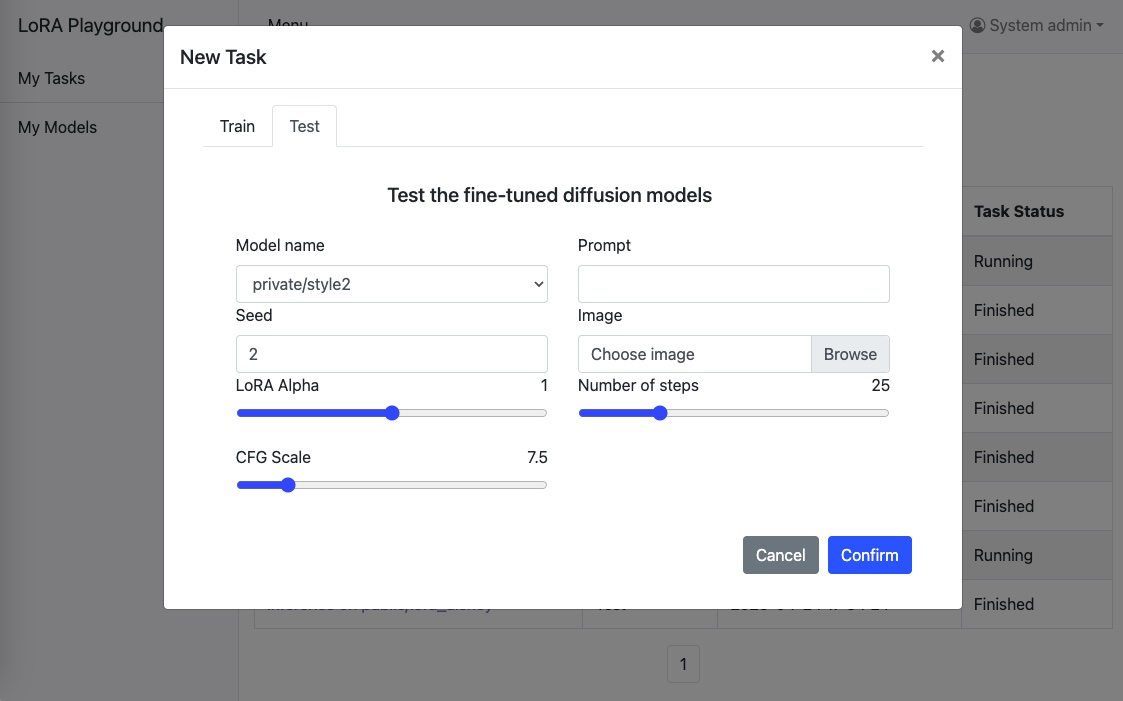 LoRA Playground
Menu
System admin
My Tasks
My Models
New Task
×
Train
Test
Test the fine-tuned diffusion models
Model name
Prompt
private/style2
Seed
Image
2
Choose image
Browse
LoRA Alpha
1
Number of steps
25
CFG Scale
7.5
Cancel
Confirm
Task Status
Running
Finished
Finished
Finished
Finished
Finished
Running
Finished
1